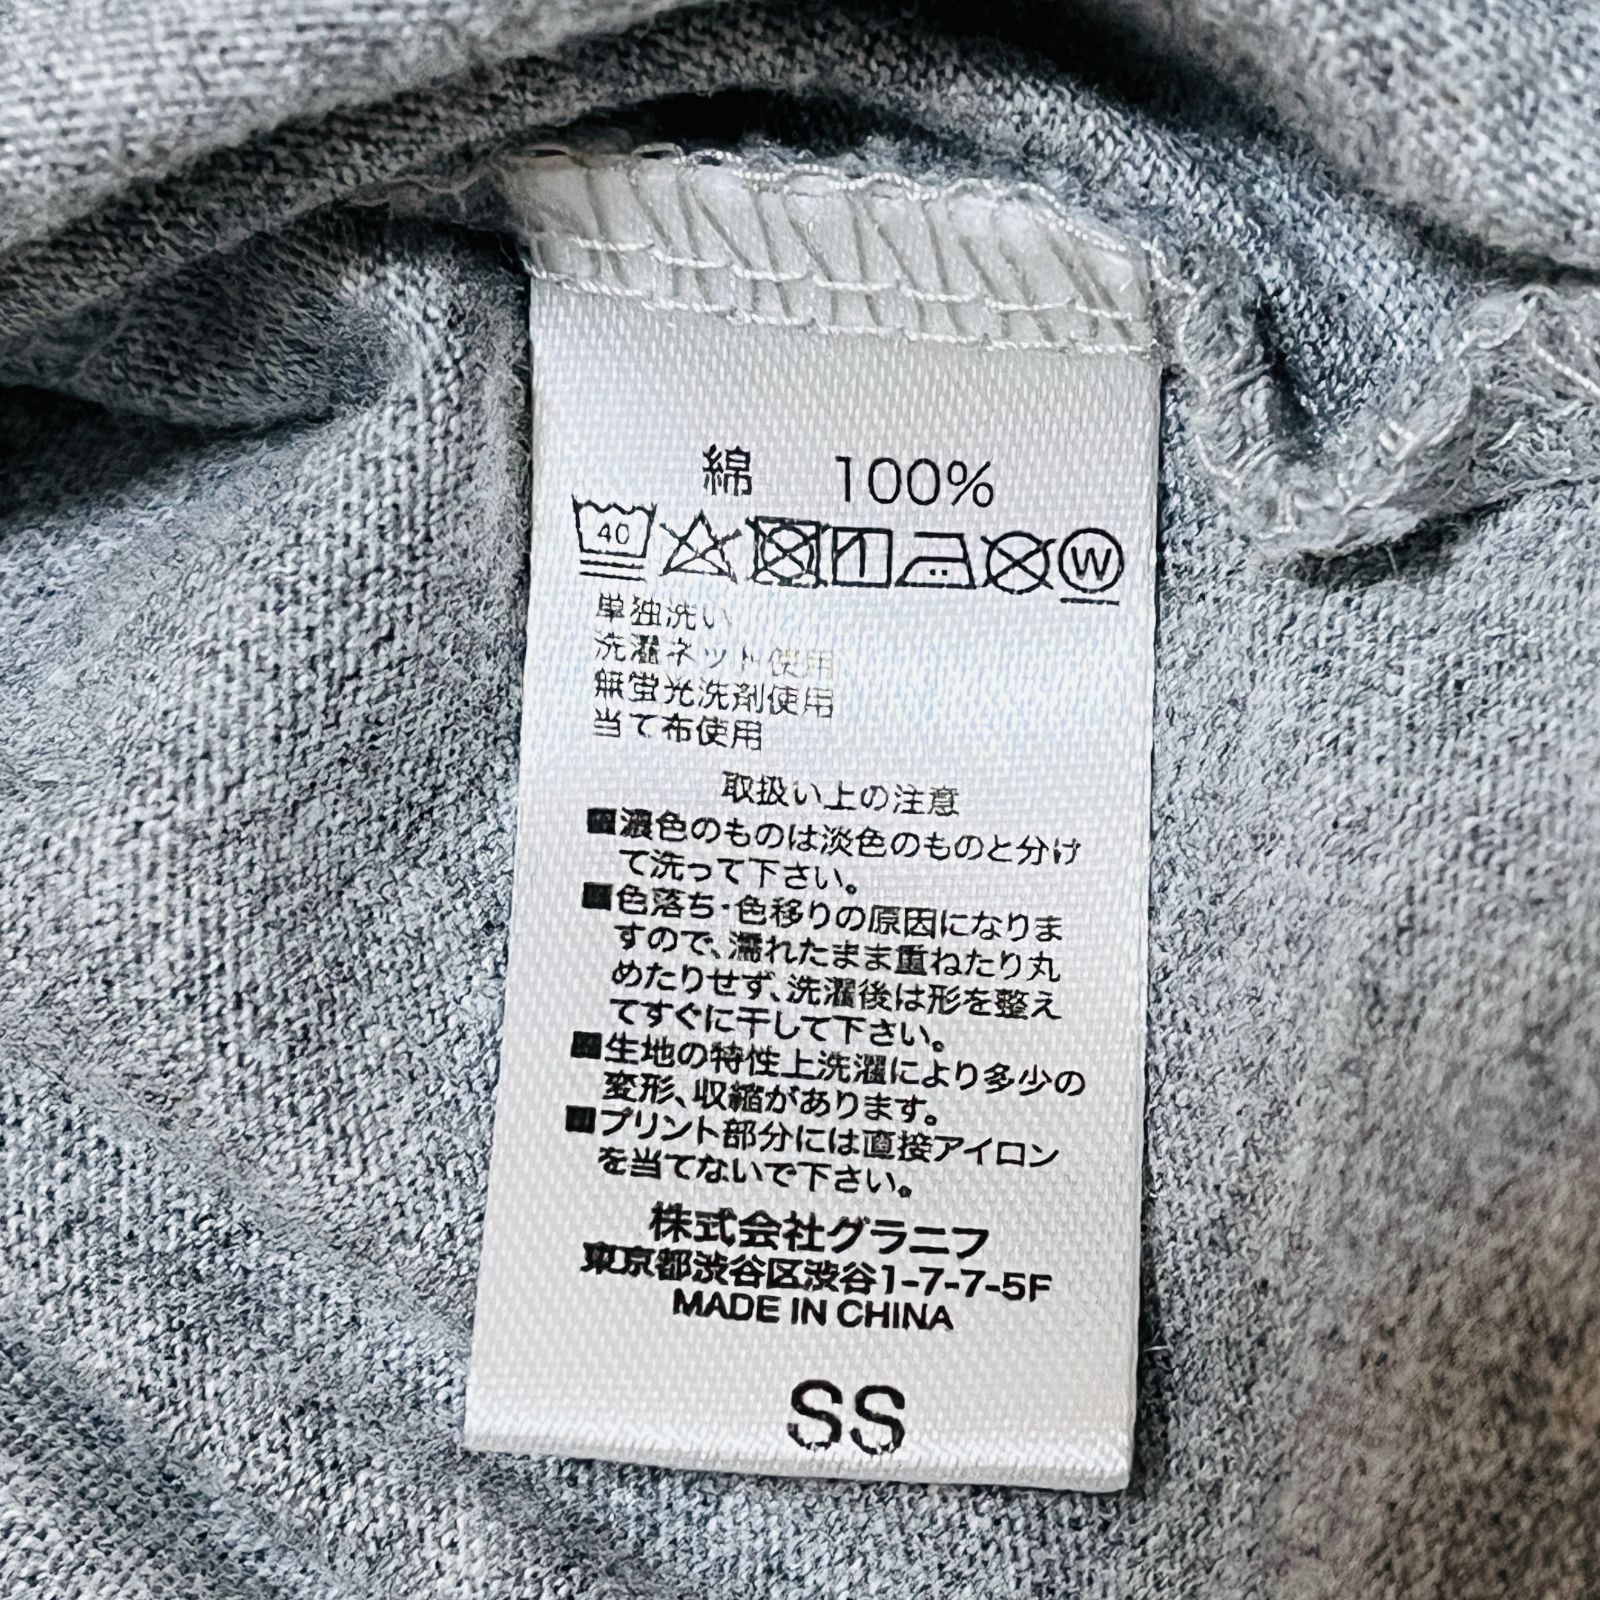 綿 100%
40 W
単独洗い
洗濯ネット使用
無蛍光洗剤使用
当て布使用
取扱い上の注意
■濃色のものは淡色のものと分け
て洗って下さい。
■色落ち・色移りの原因になりま
すので、濡れたまま重ねたり丸
めたりせず、洗濯後は形を整え
てすぐに干して下さい。
■生地の特性上洗濯により多少の
変形、収縮があります。
■プリント部分には直接アイロン
を当てないで下さい。
株式会社グラニフ
東京都渋谷区渋谷1-7-7-5F
MADE IN CHINA
SS